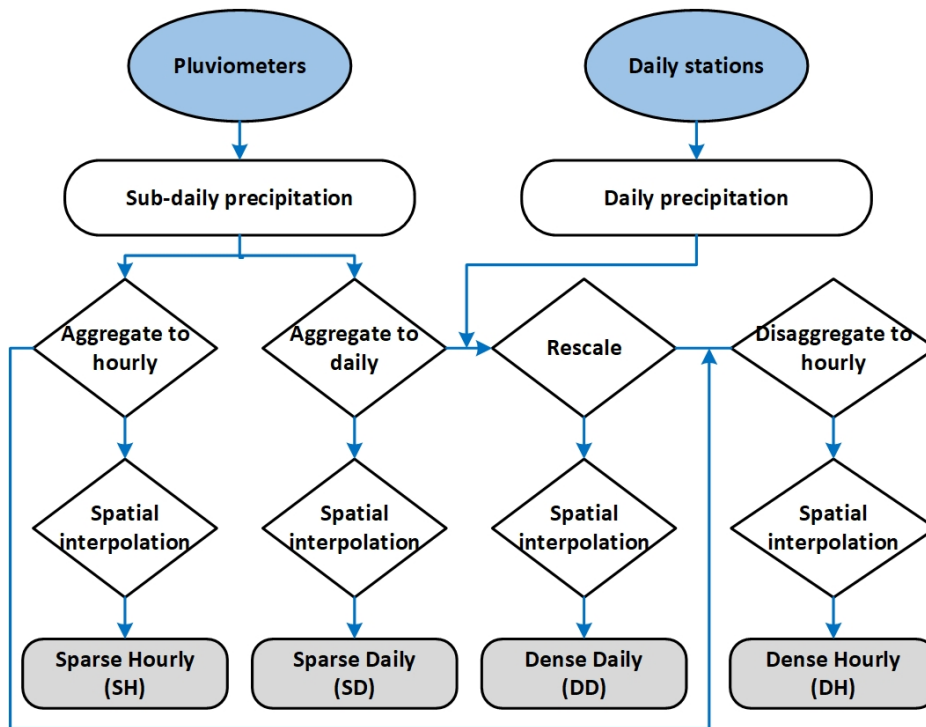 Pluviometers
Daily stations
Sub-daily precipitation
Daily precipitation
Aggregate to
hourly
Aggregate to
daily
Rescale
Disaggregate to
hourly
Spatial
interpolation
Spatial
interpolation
Spatial
interpolation
Spatial
interpolation
Sparse Hourly
(SH)
Sparse Daily
(SD)
Dense Daily
(DD)
Dense Hourly
(DH)